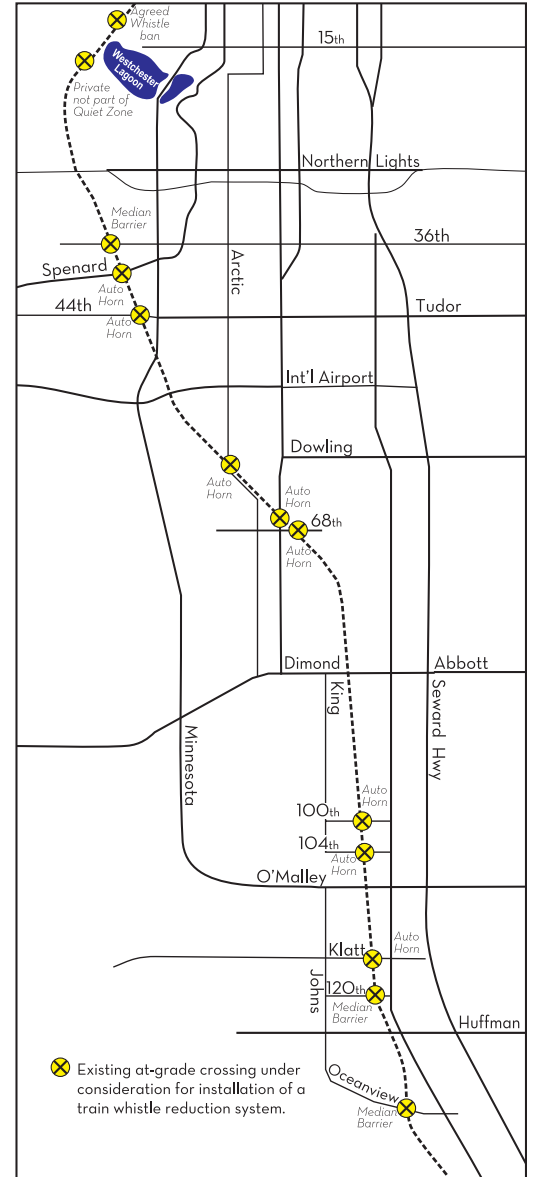 Agreed
Whistle
ban
15th
Westchester
Lagoon
Private
not part of
Quiet Zone
Northern Lights
Median
Barrier
36th
Spenard
Arctic
Auto
Horn
44th
Auto
Horn
Tudor
Int'l Airport
Dowling
Auto
Horn
Auto
Horn
68th
Auto
Horn
Dimond
Abbott
King
Seward Hwy
Minnesota
Auto
Horn
100th
104th
Auto
Horn
O'Malley
Auto
Horn
Klatt
Johns
120th
Median
Barrier
Huffman
Oceanview
Median
Barrier
Existing at-grade crossing under
consideration for installation of a
train whistle reduction system.